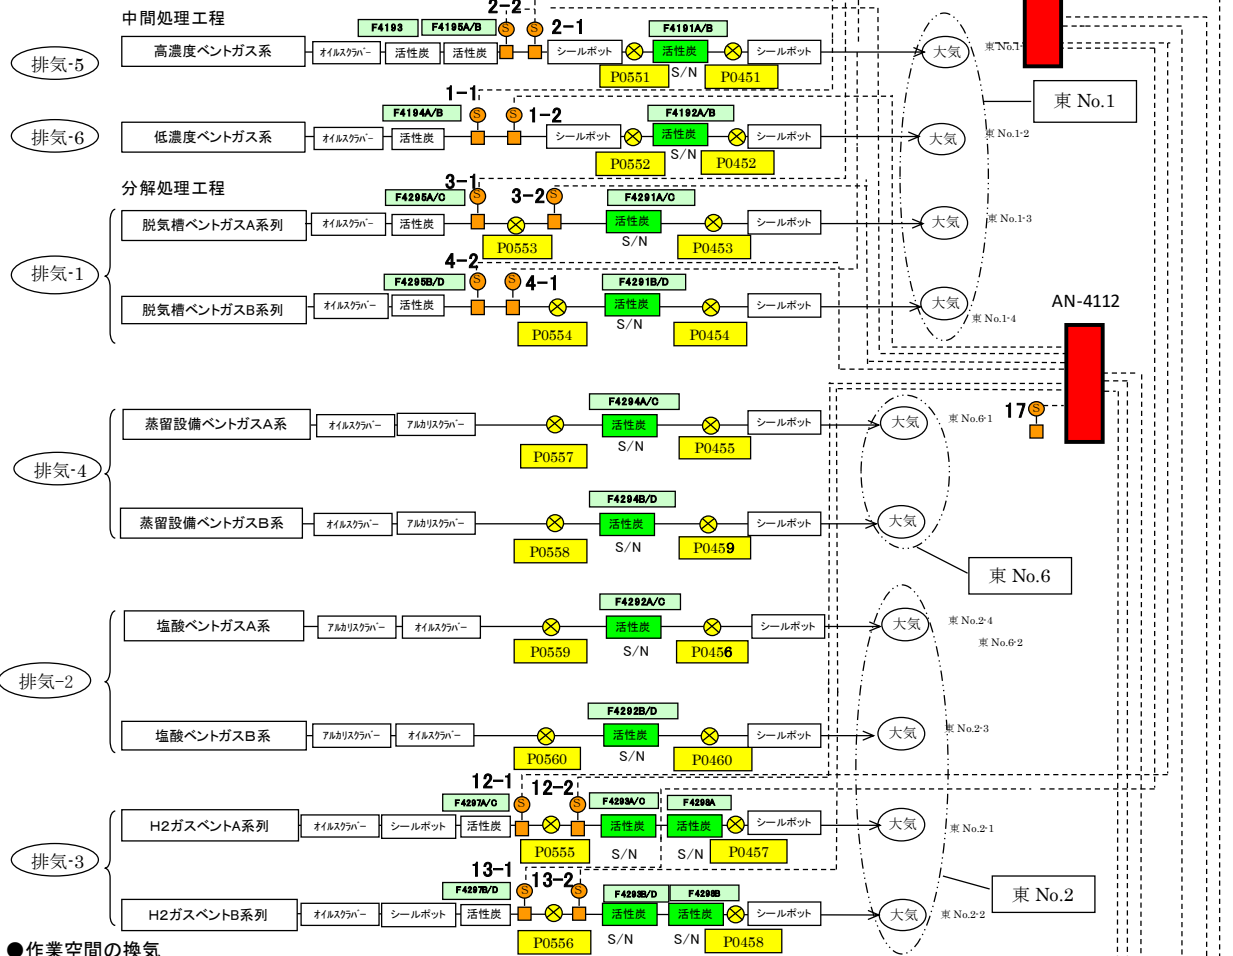 中間処理工程
2-2
F4193
F4195A/B
S
S
2-1
F4191A/B
排気-5
高濃度ベントガス系
オイルスクラバー
活性炭
活性炭
シールポット
活性炭
シールポット
大気
東 No.1-
P0551
S/N
P0451
東 No.1
1-1
F4194A/B
S
S
1-2
F4192A/B
排気-6
低濃度ベントガス系
オイルスクラバー
活性炭
シールポット
活性炭
シールポット
大気
東 No.1-2
P0552
S/N
P0452
分解処理工程
3-1
F4295A/C
S
3-2
S
F4291A/C
脱気槽ベントガスA系列
オイルスクラバー
活性炭
活性炭
シールポット
大気
東 No.1-3
P0553
S/N
P0453
排気-1
4-2
F4295B/D
S
S
4-1
F4291B/D
脱気槽ベントガスB系列
オイルスクラバー
活性炭
活性炭
シールポット
大気
東 No.1-4
P0554
S/N
P0454
AN-4112
F4294A/C
17
S
蒸留設備ベントガスA系
オイルスクラバー
アルカリスクラバー
活性炭
シールポット
大気
東 No.6-1
P0557
S/N
P0455
排気-4
F4294B/D
蒸留設備ベントガスB系
オイルスクラバー
アルカリスクラバー
活性炭
シールポット
大気
P0558
S/N
P0459
東 No.6
F4292A/C
塩酸ベントガスA系
アルカリスクラバー
オイルスクラバー
活性炭
シールポット
大気
東 No.2-4
東 No.6-2
P0559
S/N
P0456
排気-2
F4292B/D
塩酸ベントガスB系
アルカリスクラバー
オイルスクラバー
活性炭
シールポット
大気
東 No.2-3
P0560
S/N
P0460
12-1
F4297A/C
S
12-2
S
F4293A/C
F4298A
H2ガスベントA系列
オイルスクラバー
シールポット
活性炭
活性炭
活性炭
シールポット
大気
東 No.2-1
P0555
S/N
S/N
P0457
排気-3
13-1
F4297B/D
S
13-2
S
F4293B/D
F4298B
東 No.2
H2ガスベントB系列
オイルスクラバー
シールポット
活性炭
活性炭
活性炭
シールポット
大気
東 No.2-2
P0556
S/N
S/N
P0458
●作業空間の換気